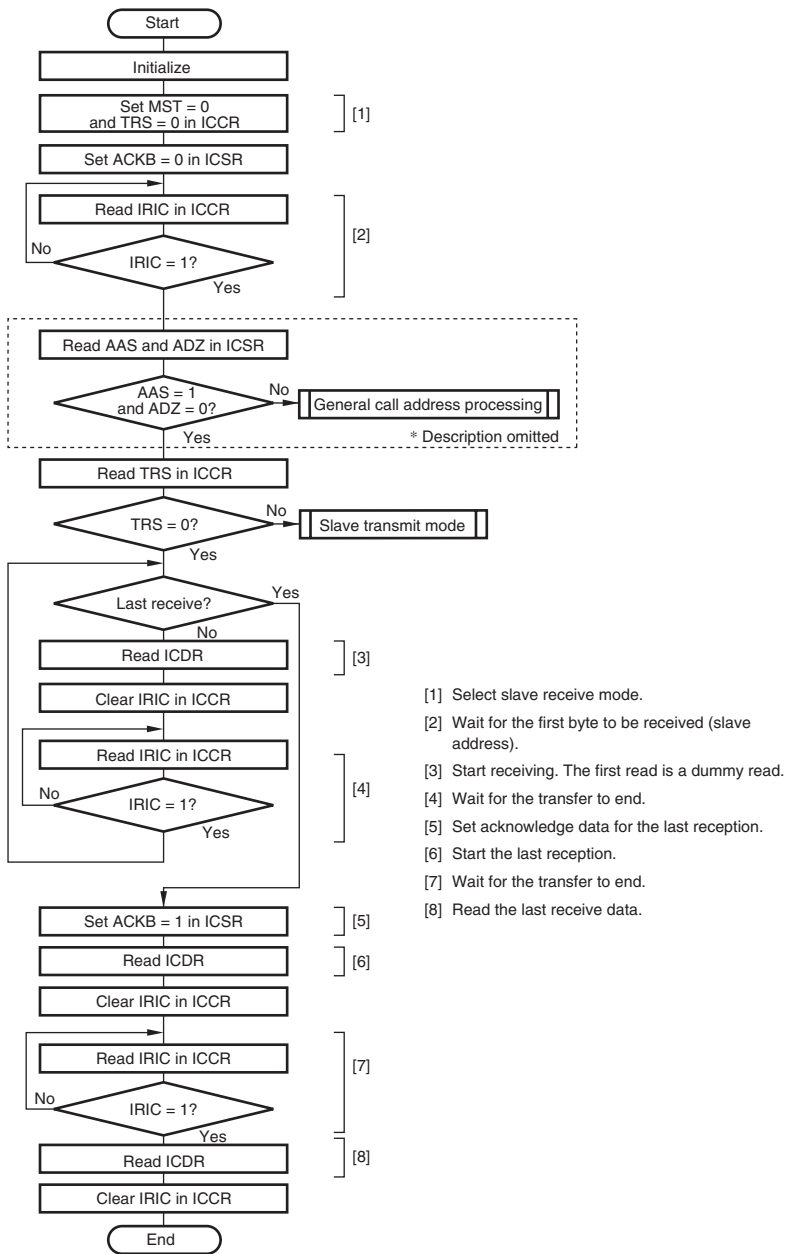 Start
Initialize
Set MST = 0
and TRS = 0 in ICCR
[1]
Set ACKB = 0 in ICSR
Read IRIC in ICCR
[2]
No
IRIC = 1?
Yes
Read AAS and ADZ in ICSR
AAS = 1
and ADZ = 0?
No
General call address processing
Yes
* Description omitted
Read TRS in ICCR
TRS = 0?
No
Slave transmit mode
Yes
Last receive?
Yes
No
Read ICDR
[3]
Clear IRIC in ICCR
Read IRIC in ICCR
[4]
No
IRIC = 1?
Yes
Set ACKB = 1 in ICSR
[5]
Read ICDR
[6]
Clear IRIC in ICCR
Read IRIC in ICCR
[7]
No
IRIC = 1?
Yes
Read ICDR
[8]
Clear IRIC in ICCR
End
[1] Select slave receive mode.
[2] Wait for the first byte to be received (slave
address).
[3] Start receiving. The first read is a dummy read.
[4] Wait for the transfer to end.
[5] Set acknowledge data for the last reception.
[6] Start the last reception.
[7] Wait for the transfer to end.
[8] Read the last receive data.